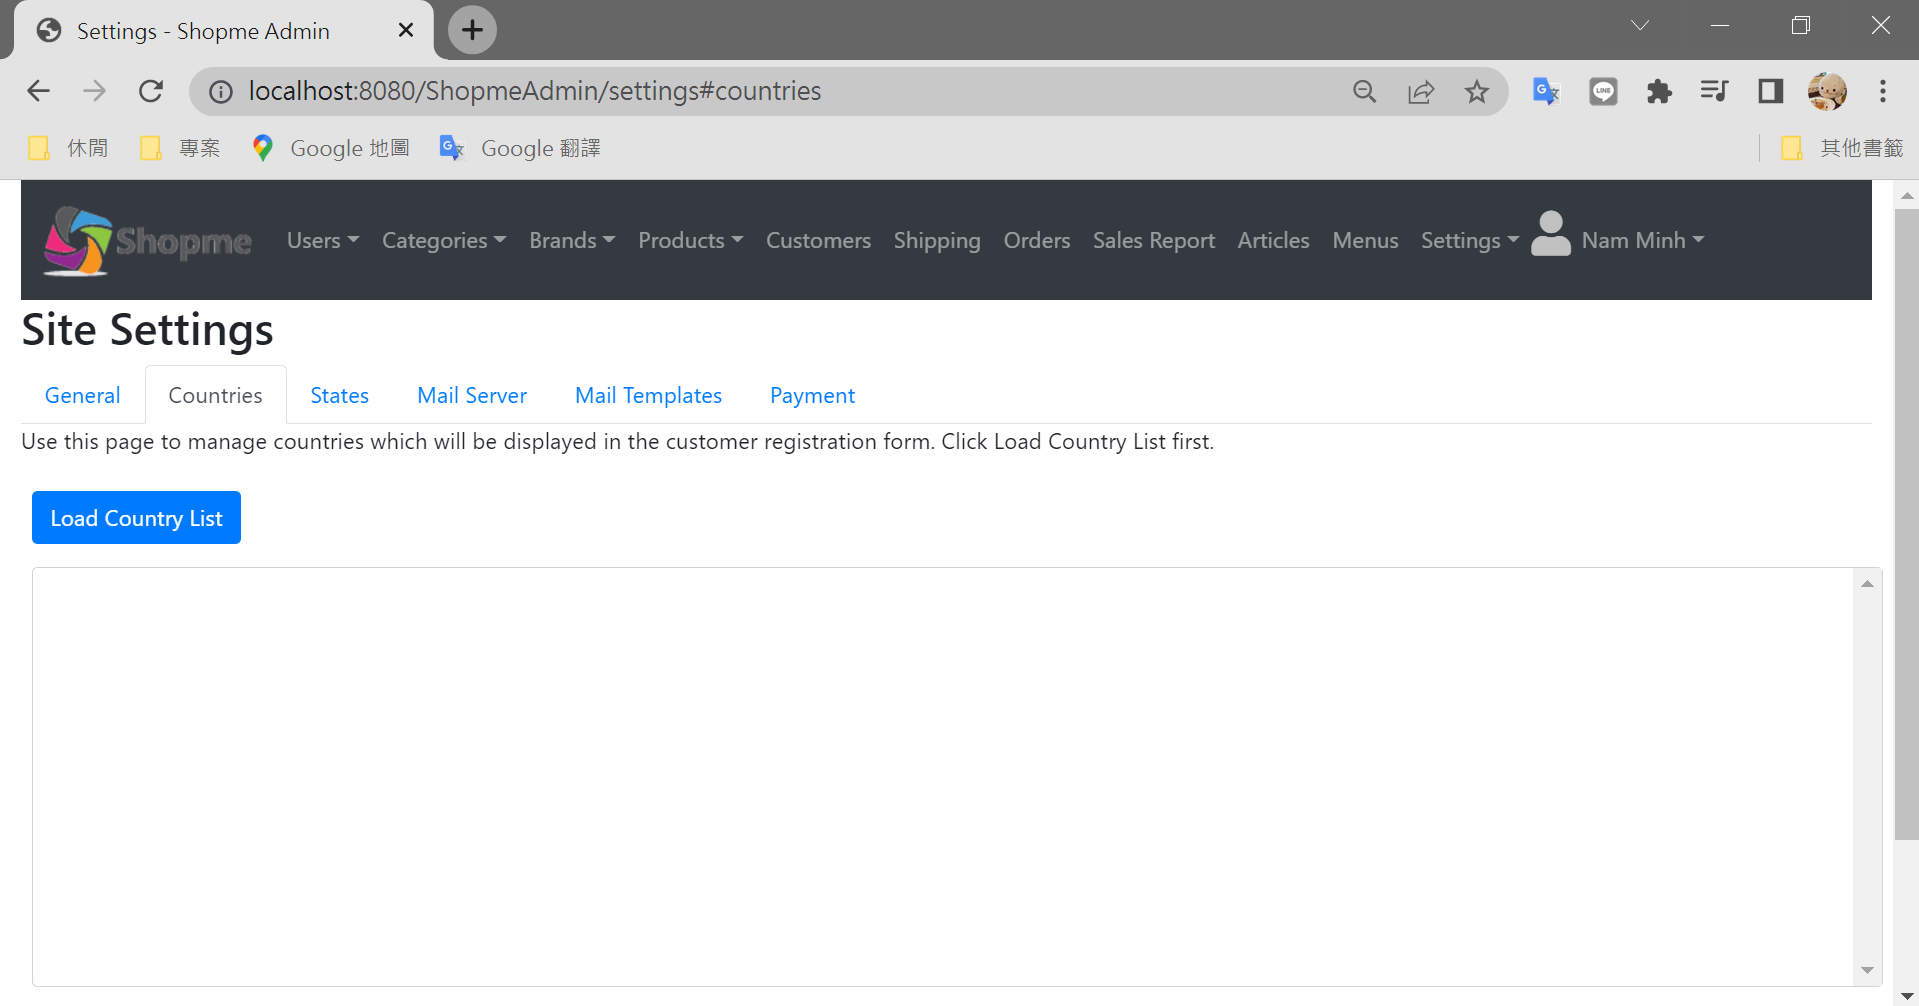 Settings - Shopme Admin
localhost:8080/ShopmeAdmin/settings#countries
休閒 專案 Google 地圖 Google 翻譯 其他書籤
Shopme Users Categories Brands Products Customers Shipping Orders Sales Report Articles Menus Settings Nam Minh
Site Settings
General Countries States Mail Server Mail Templates Payment
Use this page to manage countries which will be displayed in the customer registration form. Click Load Country List first.
Load Country List